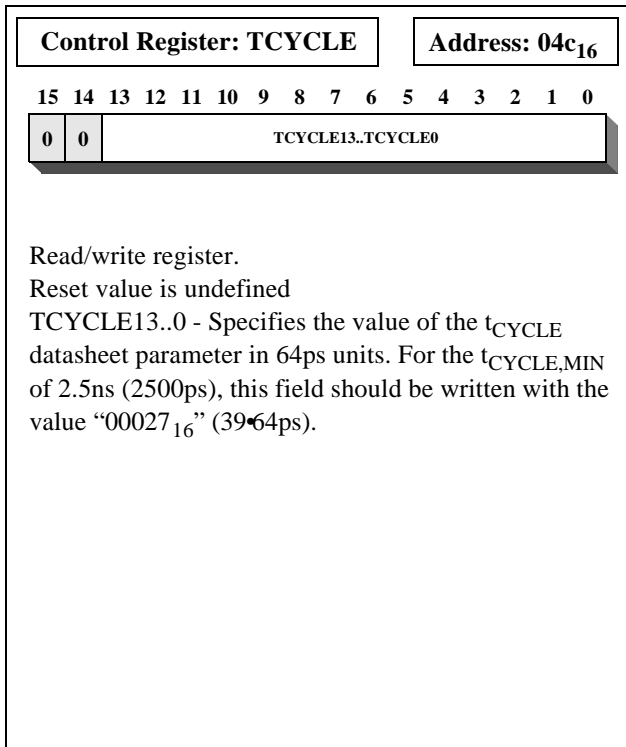 Control Register: TCYCLE Address: 04c16
15 14 13 12 11 10 9 8 7 6 5 4 3 2 1 0
0 0 TCYCLE13..TCYCLE0
Read/write register.
Reset value is undefined
TCYCLE13..0 - Specifies the value of the tCYCLE
datasheet parameter in 64ps units. For the tCYCLE,MIN
of 2.5ns (2500ps), this field should be written with the
value “0002716” (39•64ps).